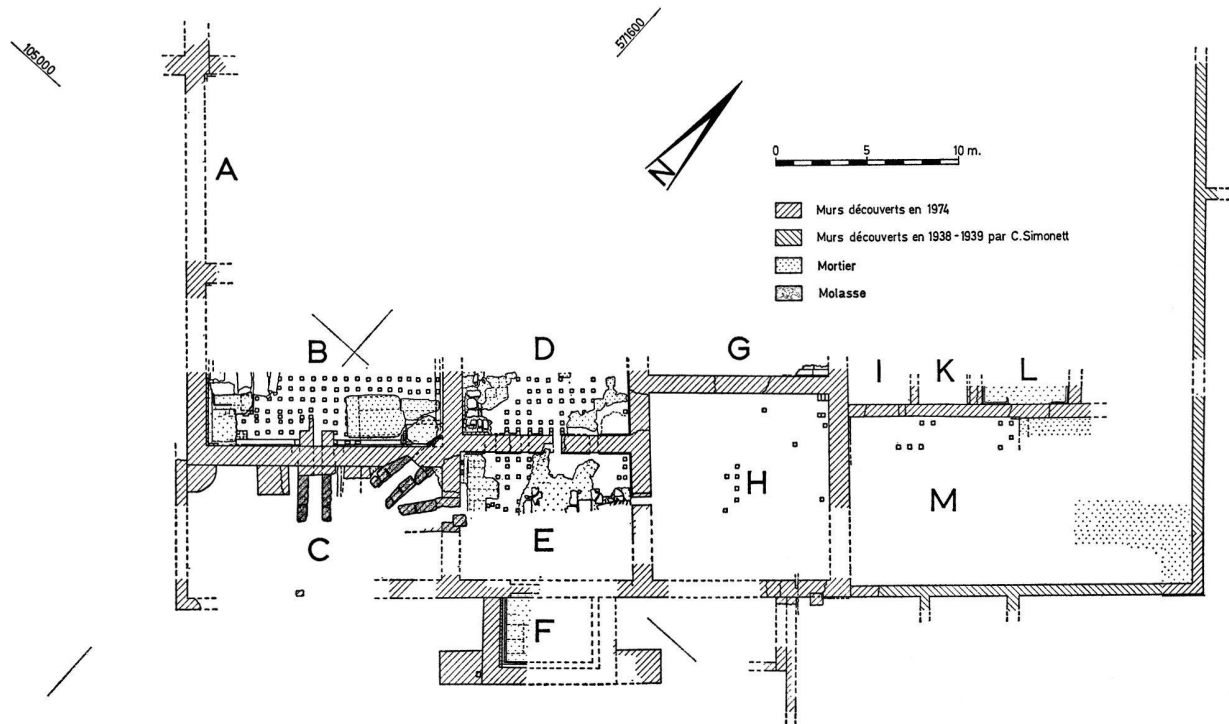 105000
571600
N
0 5 10 m.
Murs découverts en 1974
Murs découverts en 1938-1939 par C.Simonett
Mortier
Molasse
A
B
D
G
I
K
L
H
M
C
E
F